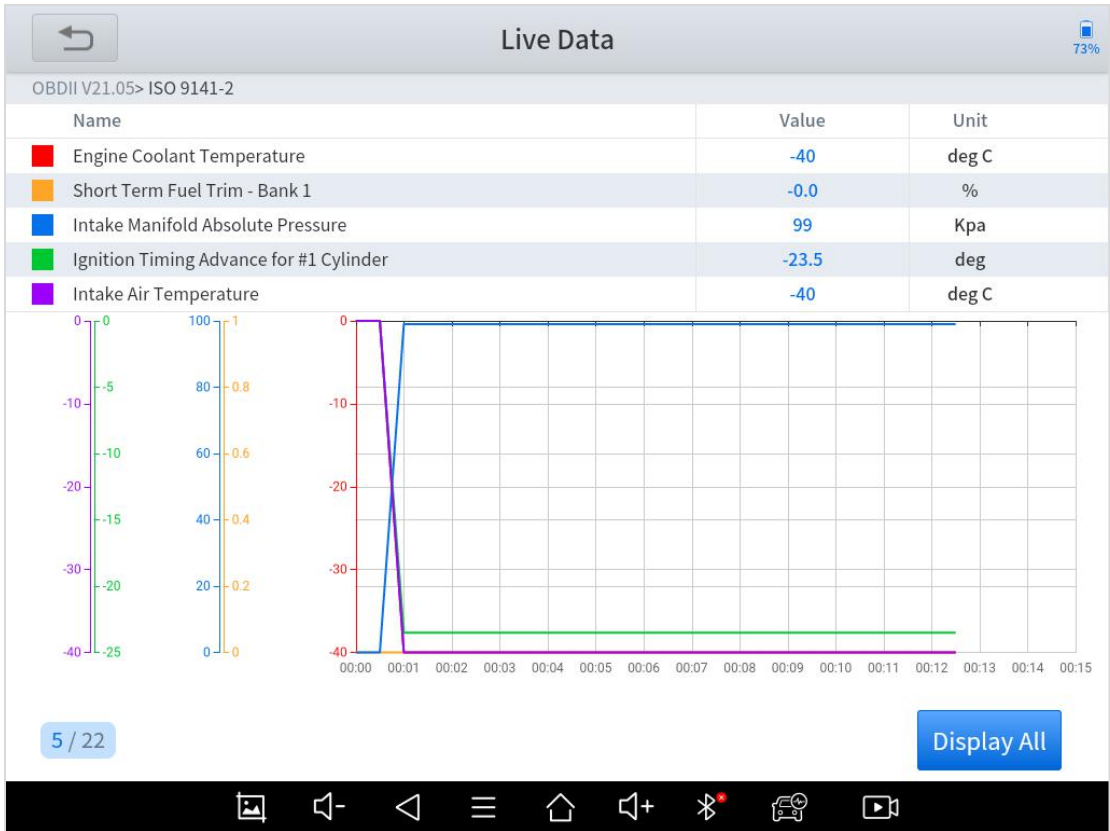 Live Data
73%
OBDII V21.05> ISO 9141-2
Name Value Unit
Engine Coolant Temperature -40 deg C
Short Term Fuel Trim - Bank 1 -0.0 %
Intake Manifold Absolute Pressure 99 Kpa
Ignition Timing Advance for #1 Cylinder -23.5 deg
Intake Air Temperature -40 deg C
0 0 100 1 0
-5 80 0.8
-10 -10
-10 60 0.6
-20 -20
-15 40 0.4
-30 -30
-20 20 0.2
-40 -25 0 0 -40
00:00 00:01 00:02 00:03 00:04 00:05 00:06 00:07 00:08 00:09 00:10 00:11 00:12 00:13 00:14 00:15
5 / 22
Display All